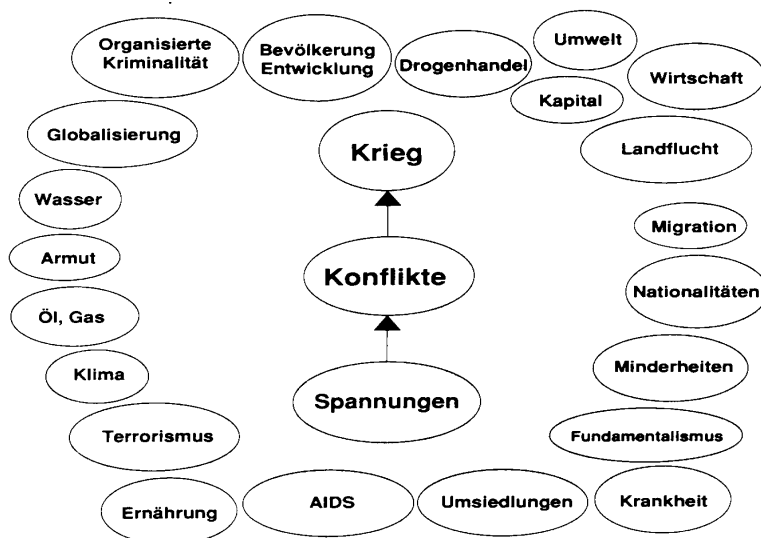 Organisierte
Kriminalität
Bevölkerung
Entwicklung
Drogenhandel
Umwelt
Kapital
Wirtschaft
Globalisierung
Krieg
Landflucht
Wasser
Migration
Armut
Konflikte
Nationalitäten
Öl, Gas
Klima
Minderheiten
Spannungen
Terrorismus
Fundamentalismus
Ernährung
AIDS
Umsiedlungen
Krankheit